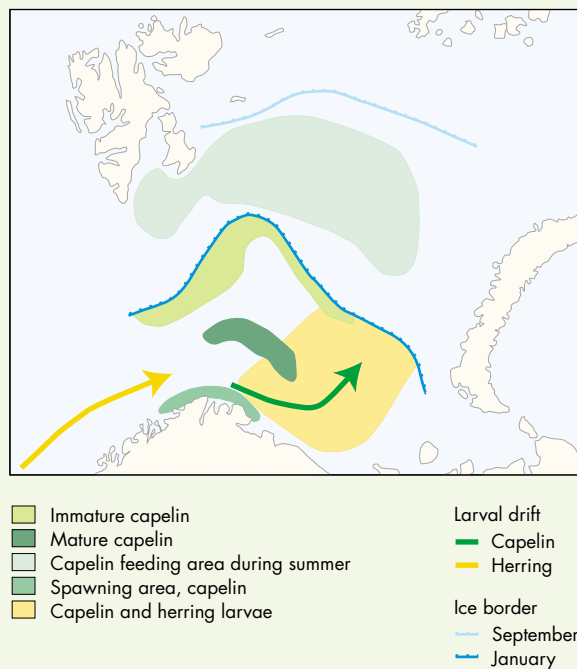 Immature capelin
Mature capelin
Capelin feeding area during summer
Spawning area, capelin
Capelin and herring larvae
Larval drift
Capelin
Herring
Ice border
September
January